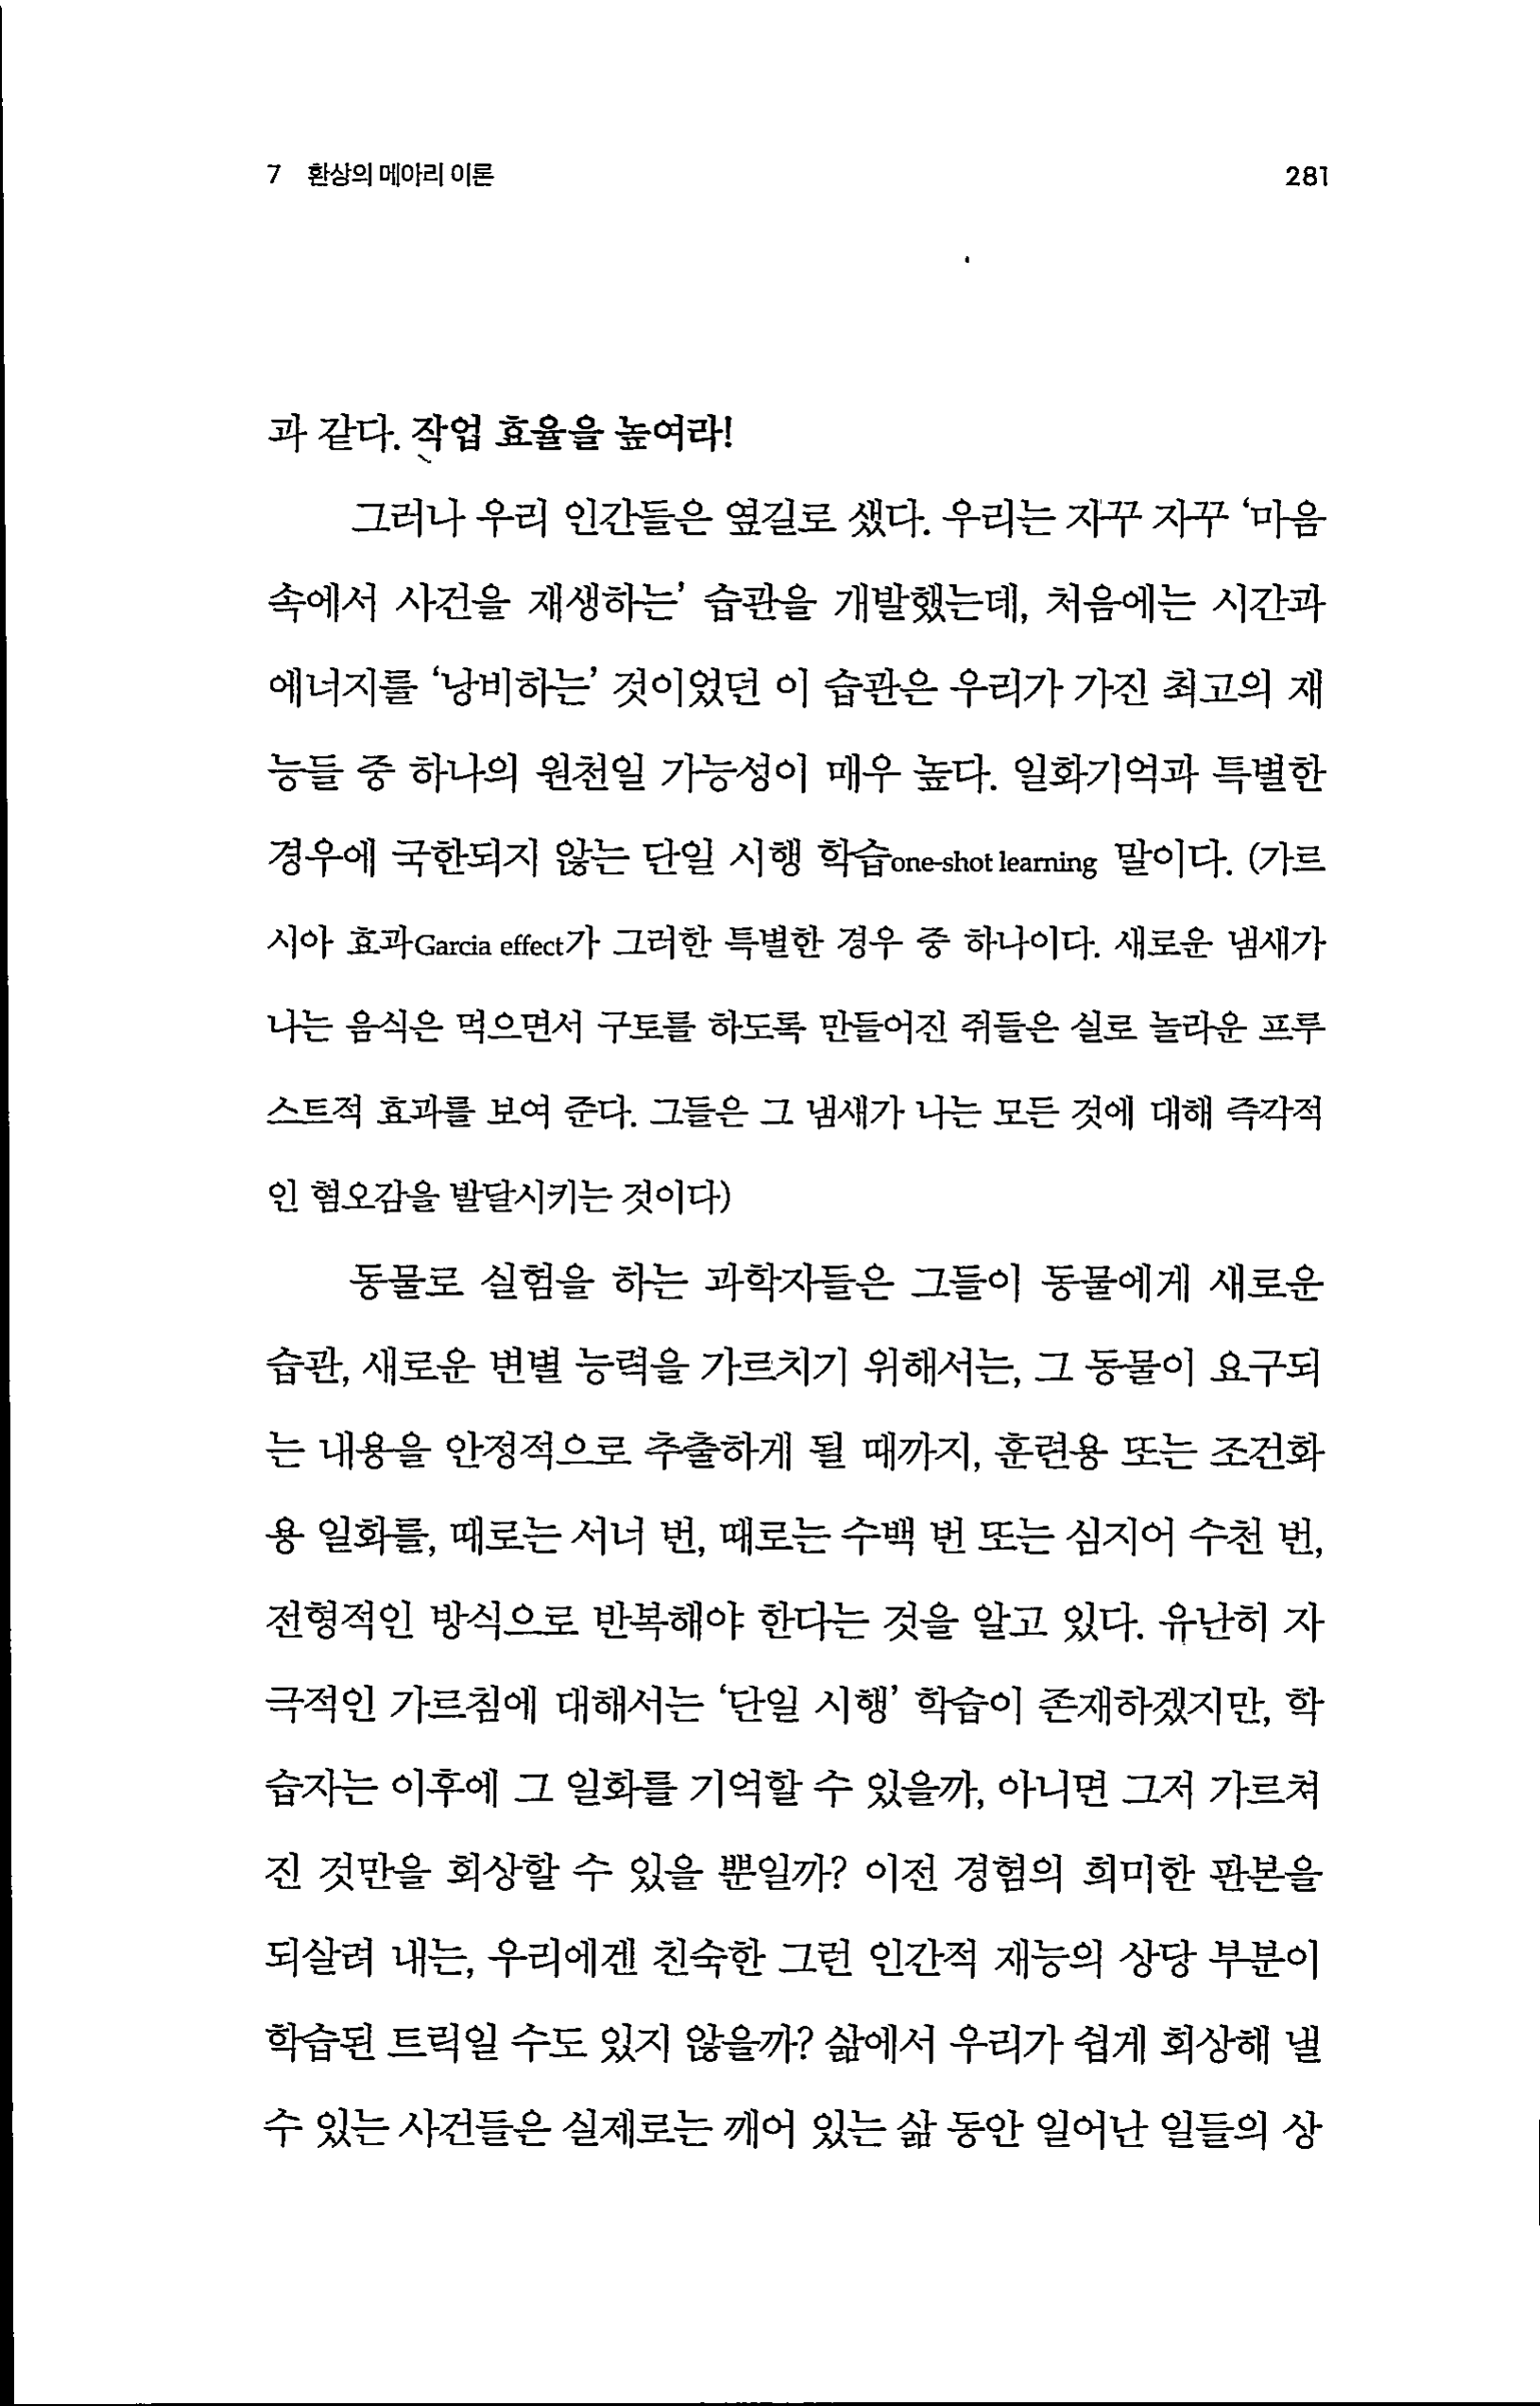 7 환상의 메아리 이론
281
과 같다. 작업 효율을 높여라!
그러나 우리 인간들은 옆길로 샜다. 우리는 자꾸 자꾸 ‘마음
속에서 사건을 재생하는’ 습관을 개발했는데, 처음에는 시간과
에너지를 ‘낭비하는’ 것이었던 이 습관은 우리가 가진 최고의 재
능들 중 하나의 원천일 가능성이 매우 높다. 일화기억과 특별한
경우에 국한되지 않는 단일 시행 학습one-shot learning 말이다. (가르
시아 효과Garcia effect가 그러한 특별한 경우 중 하나이다. 새로운 냄새가
나는 음식은 먹으면서 구토를 하도록 만들어진 쥐들은 실로 놀라운 프루
스트적 효과를 보여 준다. 그들은 그 냄새가 나는 모든 것에 대해 즉각적
인 혐오감을 발달시키는 것이다)
동물로 실험을 하는 과학자들은 그들이 동물에게 새로운
습관, 새로운 변별 능력을 가르치기 위해서는, 그 동물이 요구되
는 내용을 안정적으로 추출하게 될 때까지, 훈련용 또는 조건화
용 일화를, 때로는 서너 번, 때로는 수백 번 또는 심지어 수천 번,
전형적인 방식으로 반복해야 한다는 것을 알고 있다. 유난히 자
극적인 가르침에 대해서는 ‘단일 시행’ 학습이 존재하겠지만, 학
습자는 이후에 그 일화를 기억할 수 있을까, 아니면 그저 가르쳐
진 것만을 회상할 수 있을 뿐일까? 이전 경험의 희미한 판본을
되살려 내는, 우리에겐 친숙한 그런 인간적 재능의 상당 부분이
학습된 트릭일 수도 있지 않을까? 삶에서 우리가 쉽게 회상해 낼
수 있는 사건들은 실제로는 깨어 있는 삶 동안 일어난 일들의 상